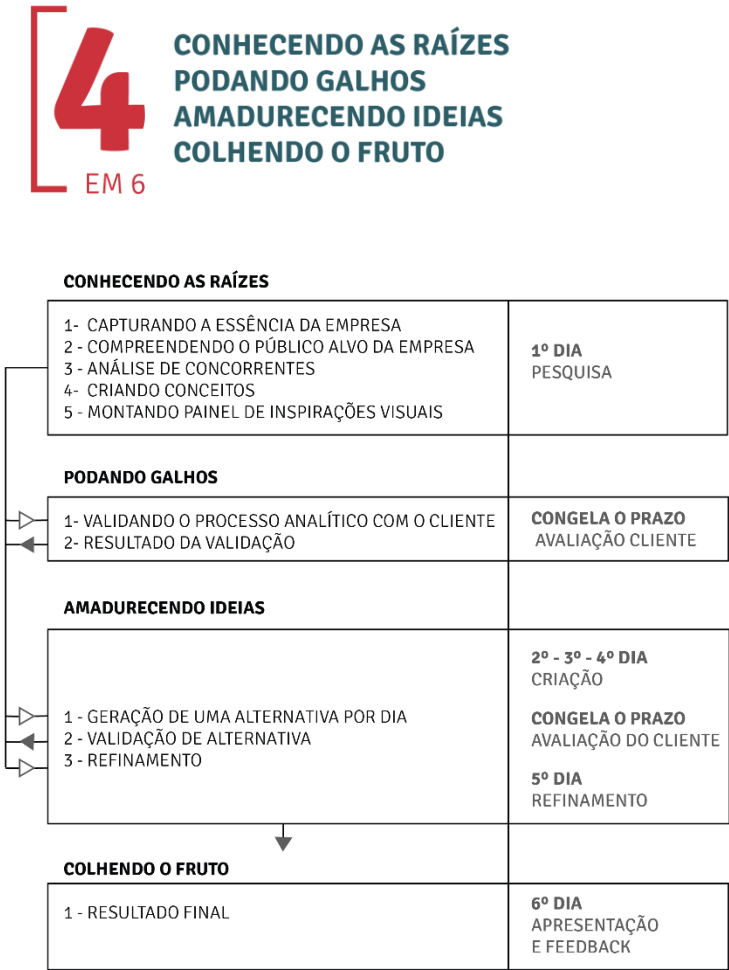 4
EM 6
CONHECENDO AS RAÍZES
PODANDO GALHOS
AMADURECENDO IDEIAS
COLHENDO O FRUTO
CONHECENDO AS RAÍZES
1- CAPTURANDO A ESSÊNCIA DA EMPRESA
2 - COMPREENDENDO O PÚBLICO ALVO DA EMPRESA
3 - ANÁLISE DE CONCORRENTES
4- CRIANDO CONCEITOS
5 - MONTANDO PAINEL DE INSPIRAÇÕES VISUAIS
1º DIA
PESQUISA
PODANDO GALHOS
1- VALIDANDO O PROCESSO ANALÍTICO COM O CLIENTE
2- RESULTADO DA VALIDAÇÃO
CONGELA O PRAZO
AVALIAÇÃO CLIENTE
AMADURECENDO IDEIAS
1 - GERAÇÃO DE UMA ALTERNATIVA POR DIA
2 - VALIDAÇÃO DE ALTERNATIVA
3 - REFINAMENTO
2º - 3º - 4º DIA
CRIAÇÃO
CONGELA O PRAZO
AVALIAÇÃO DO CLIENTE
5º DIA
REFINAMENTO
COLHENDO O FRUTO
1 - RESULTADO FINAL
6º DIA
APRESENTAÇÃO
E FEEDBACK